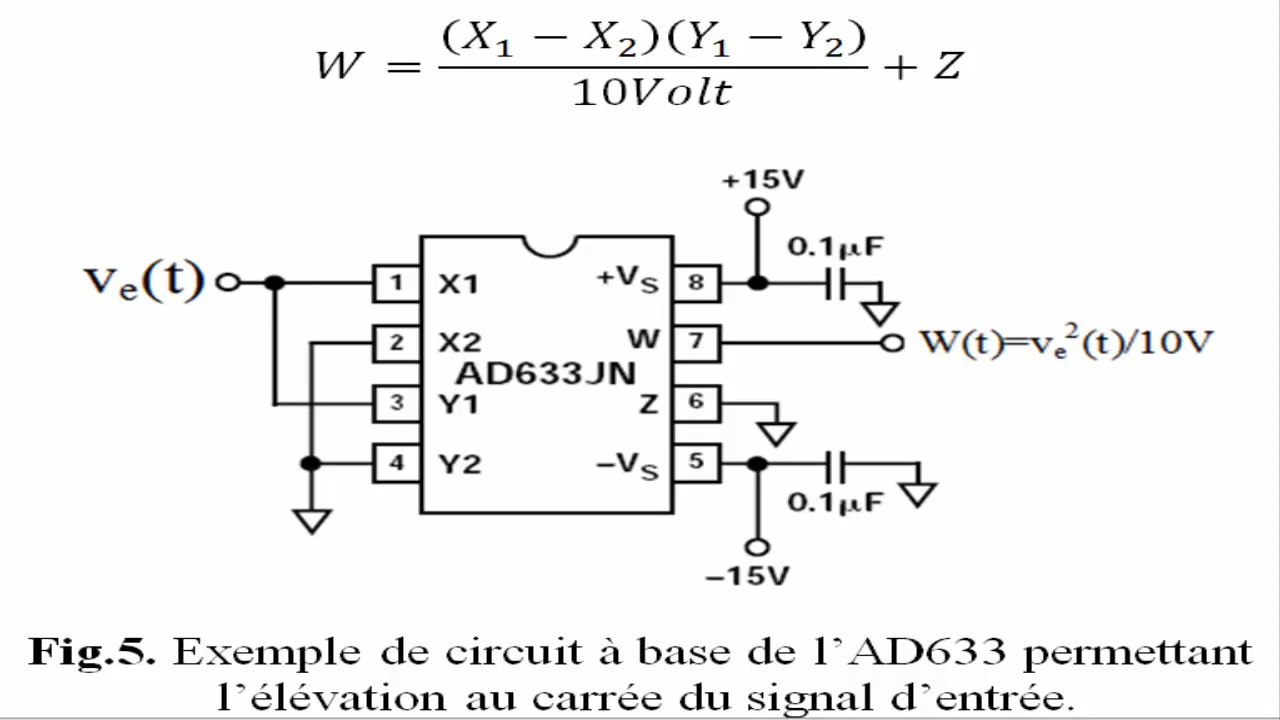 W = (X₁ − X₂)(Y₁ − Y₂) / 10Volt + Z
+15V
0.1µF
vₑ(t)
1 X1 +VS 8
2 X2 W 7 W(t)=vₑ²(t)/10V
AD633JN
3 Y1 Z 6
4 Y2 –VS 5
0.1µF
–15V
Fig.5. Exemple de circuit à base de l’AD633 permettant
l’élévation au carrée du signal d’entrée.